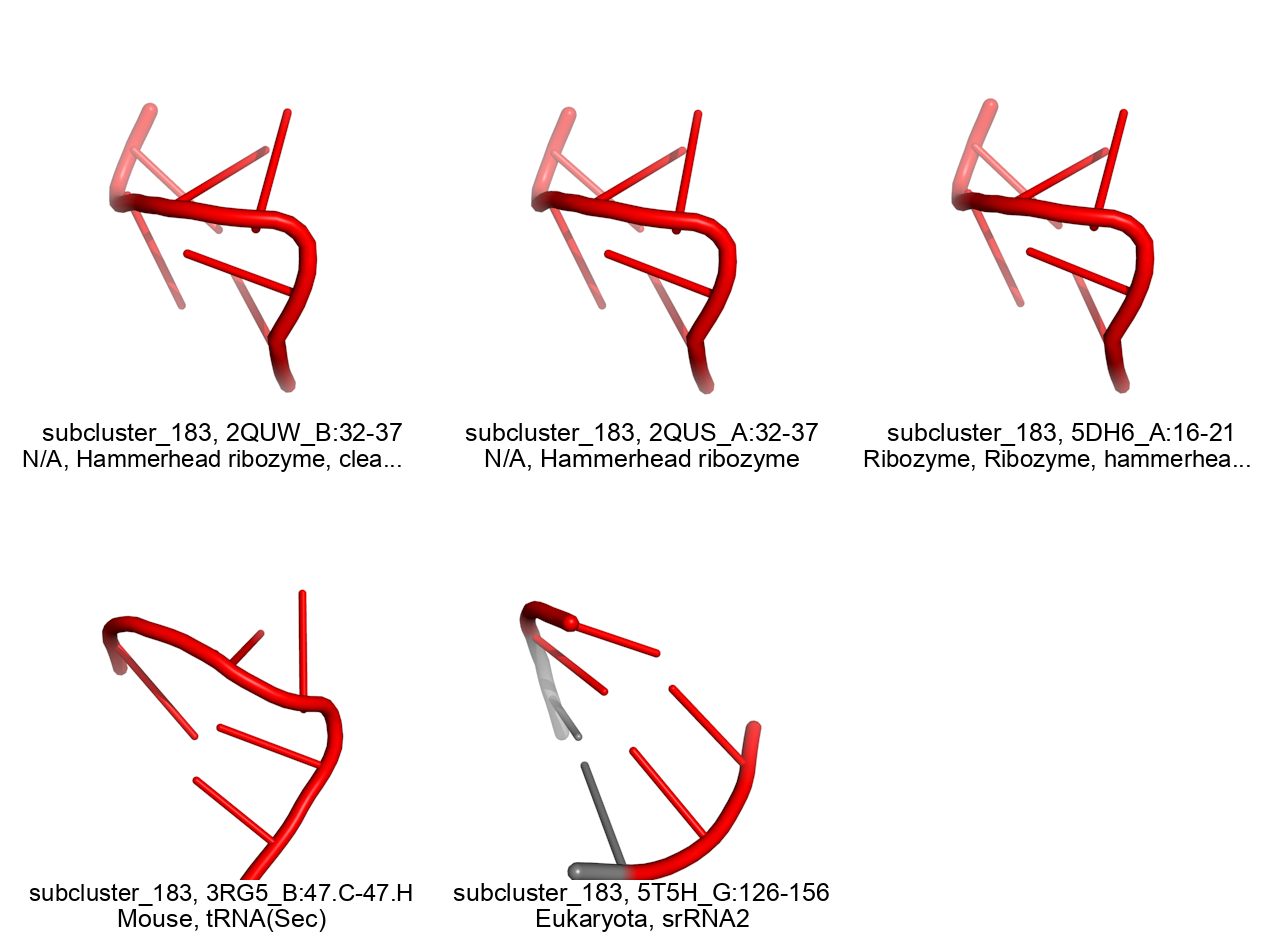 subcluster_183, 2QUW_B:32-37
N/A, Hammerhead ribozyme, clea...
subcluster_183, 2QUS_A:32-37
N/A, Hammerhead ribozyme
subcluster_183, 5DH6_A:16-21
Ribozyme, Ribozyme, hammerhea...
subcluster_183, 3RG5_B:47.C-47.H
Mouse, tRNA(Sec)
subcluster_183, 5T5H_G:126-156
Eukaryota, srRNA2